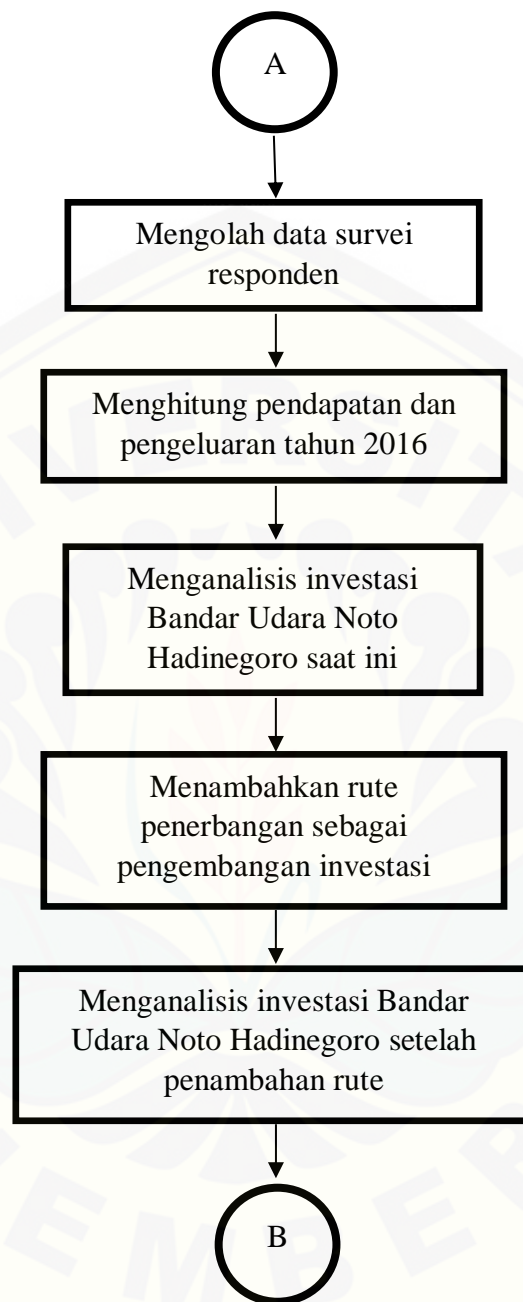 A
Mengolah data survei
responden
Menghitung pendapatan dan
pengeluaran tahun 2016
Menganalisis investasi
Bandar Udara Noto
Hadinegoro saat ini
Menambahkan rute
penerbangan sebagai
pengembangan investasi
Menganalisis investasi Bandar
Udara Noto Hadinegoro setelah
penambahan rute
B